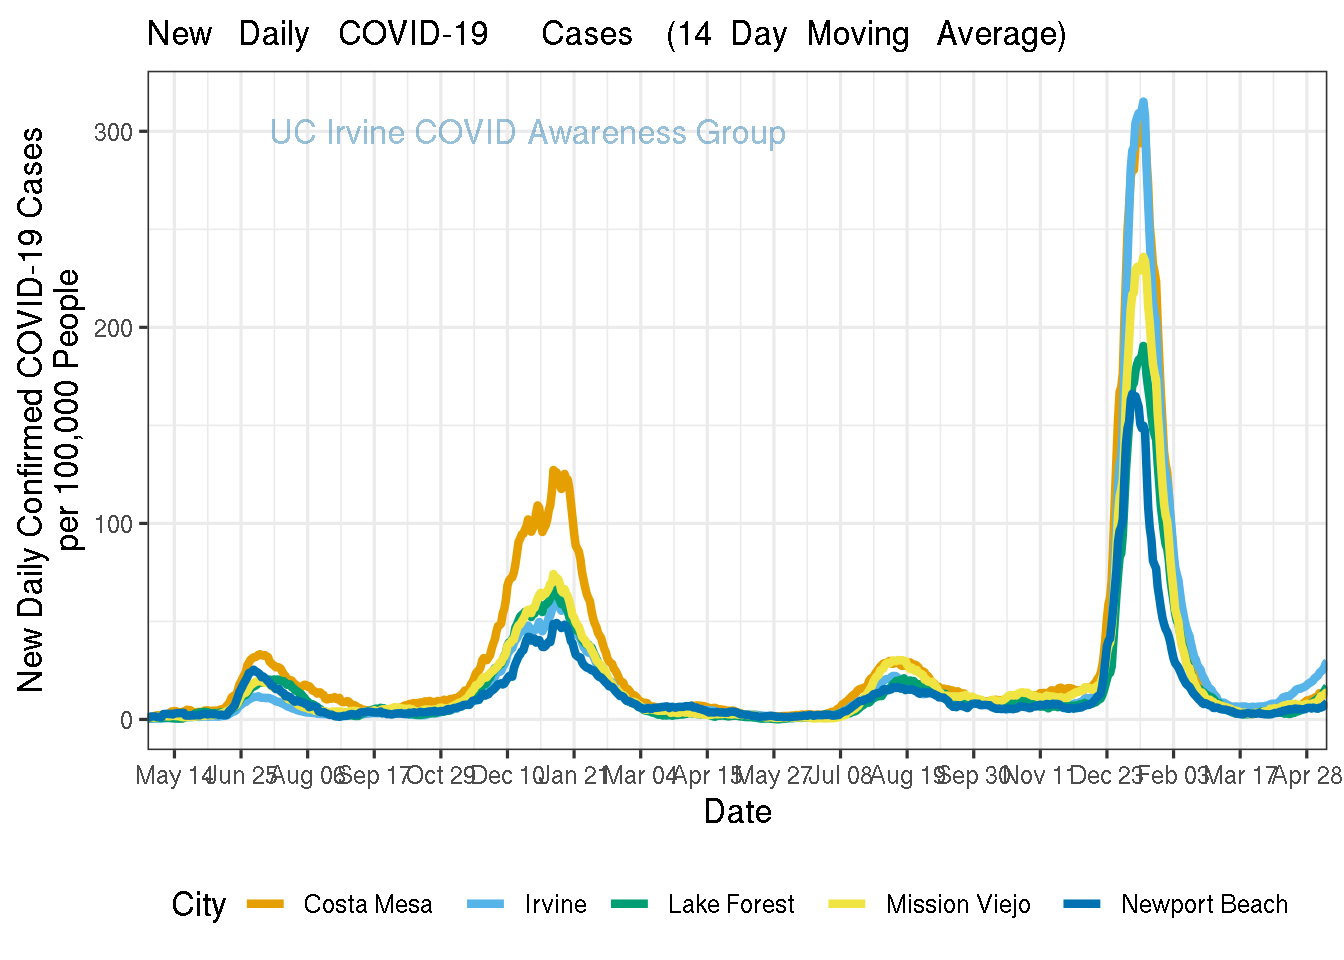 New Daily COVID-19 Cases (14 Day Moving Average)
UC Irvine COVID Awareness Group
New Daily Confirmed COVID-19 Cases
per 100,000 People
300
200
100
0
May 14 Jun 25 Aug 06 Sep 17 Oct 29 Dec 10 Jan 21 Mar 04 Apr 15 May 27 Jul 08 Aug 19 Sep 30 Nov 11 Dec 23 Feb 03 Mar 17 Apr 28
Date
City Costa Mesa Irvine Lake Forest Mission Viejo Newport Beach